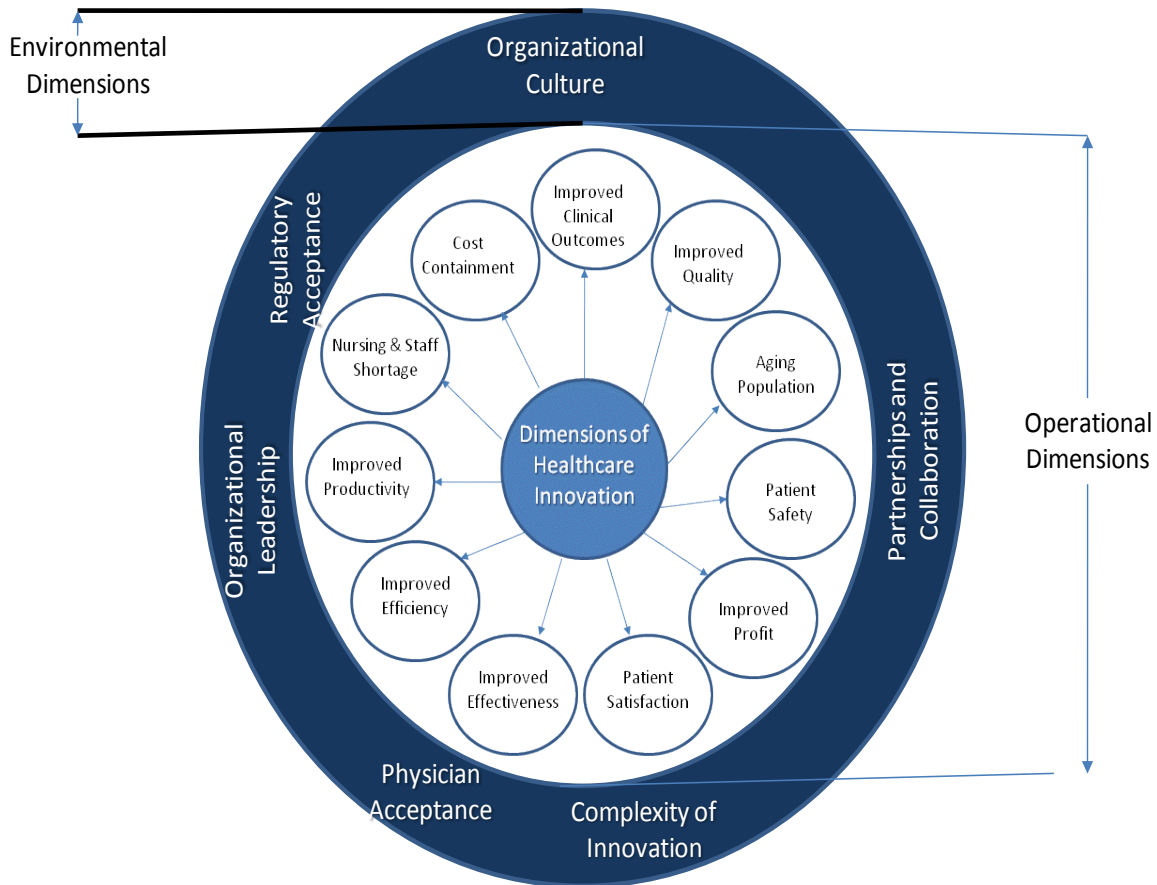 Environmental
Dimensions
Organizational
Culture
Regulatory
Acceptance
Organizational
Leadership
Physician
Acceptance
Complexity of
Innovation
Partnerships and
Collaboration
Operational
Dimensions
Dimensions of
Healthcare
Innovation
Improved
Clinical
Outcomes
Improved
Quality
Aging
Population
Patient
Safety
Improved
Profit
Patient
Satisfaction
Improved
Effectiveness
Improved
Efficiency
Improved
Productivity
Nursing & Staff
Shortage
Cost
Containment